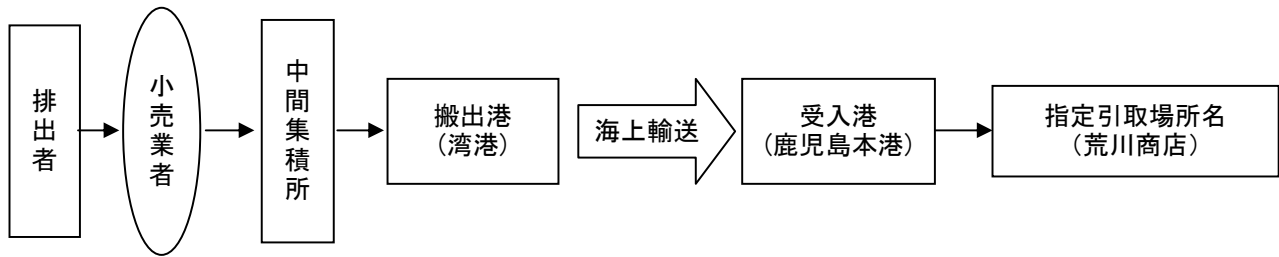 排出者
小売業者
中間集積所
搬出港
（湾港）
海上輸送
受入港
（鹿児島本港）
指定引取場所名
（荒川商店）